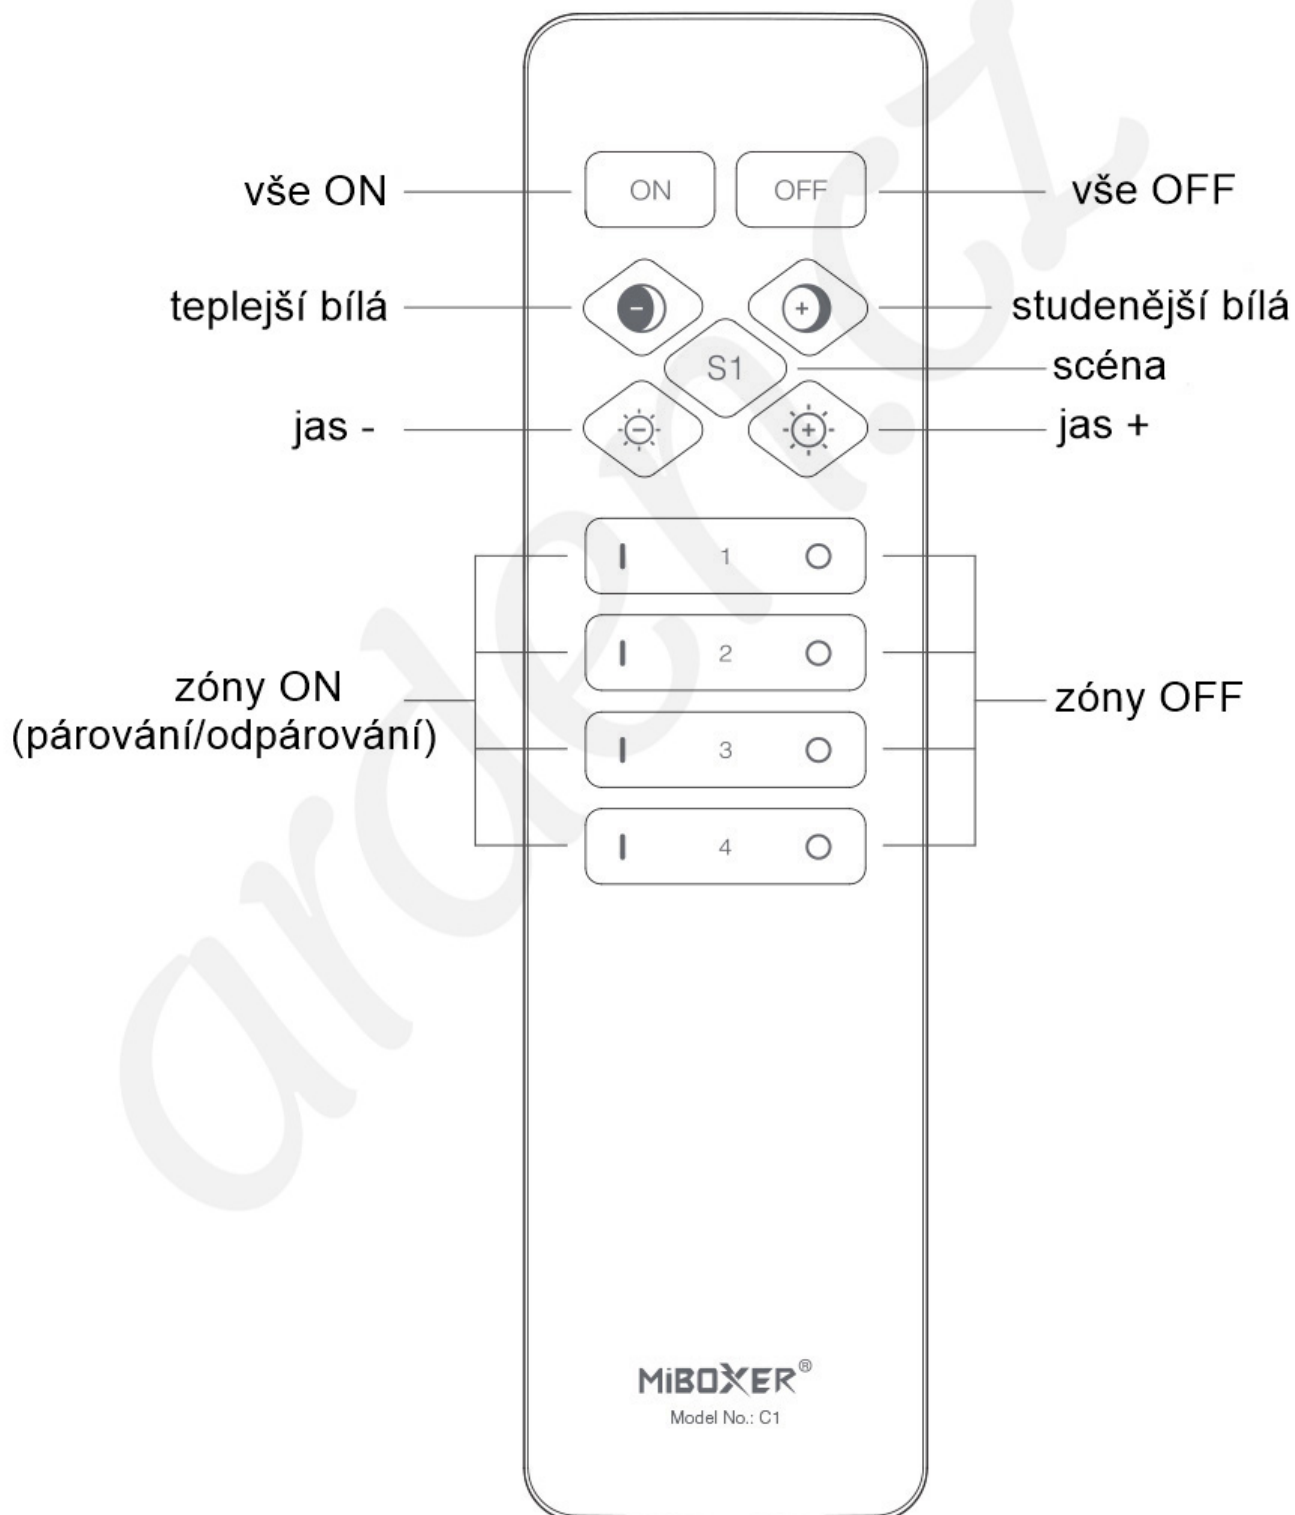 vše ON
ON
OFF
vše OFF
teplejší bílá
-
+
studenější bílá
S1
scéna
jas -
-
+
jas +
I 1 O
I 2 O
zóny ON
(párování/odpárování)
zóny OFF
I 3 O
I 4 O
MiBOXER®
Model No.: C1
arden.cz